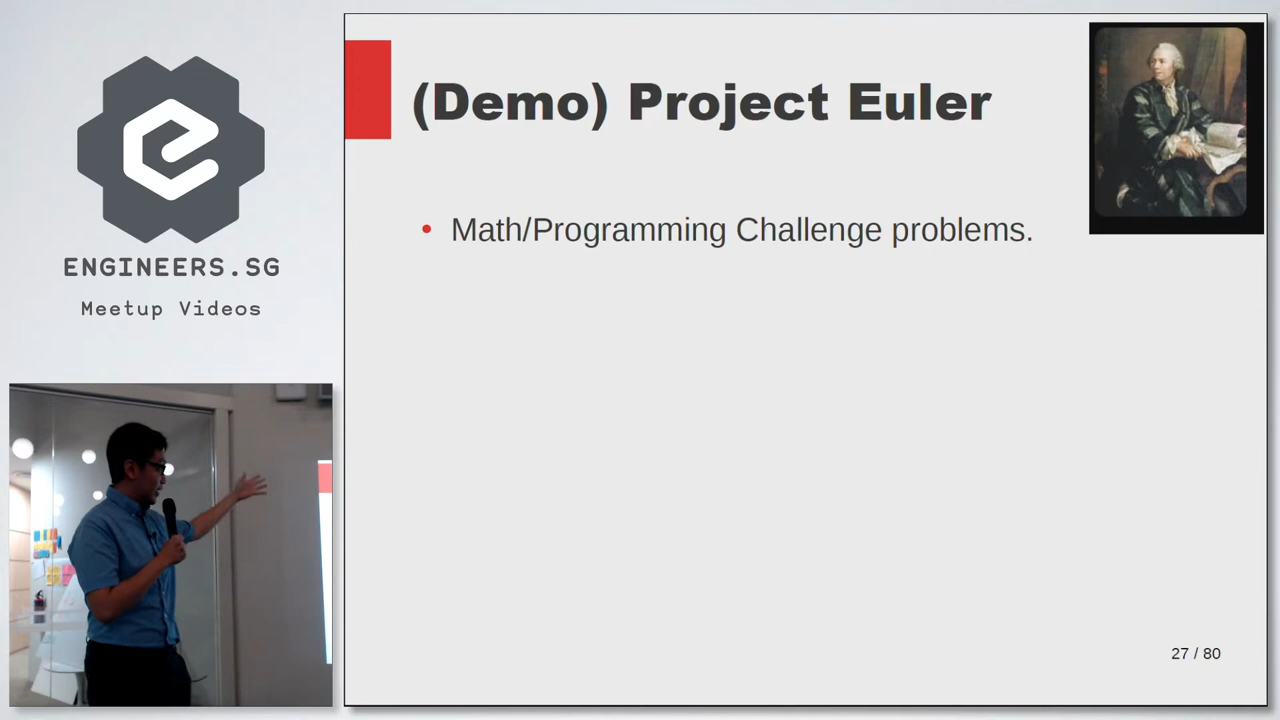 ENGINEERS.SG
Meetup Videos
(Demo) Project Euler
• Math/Programming Challenge problems.
27 / 80